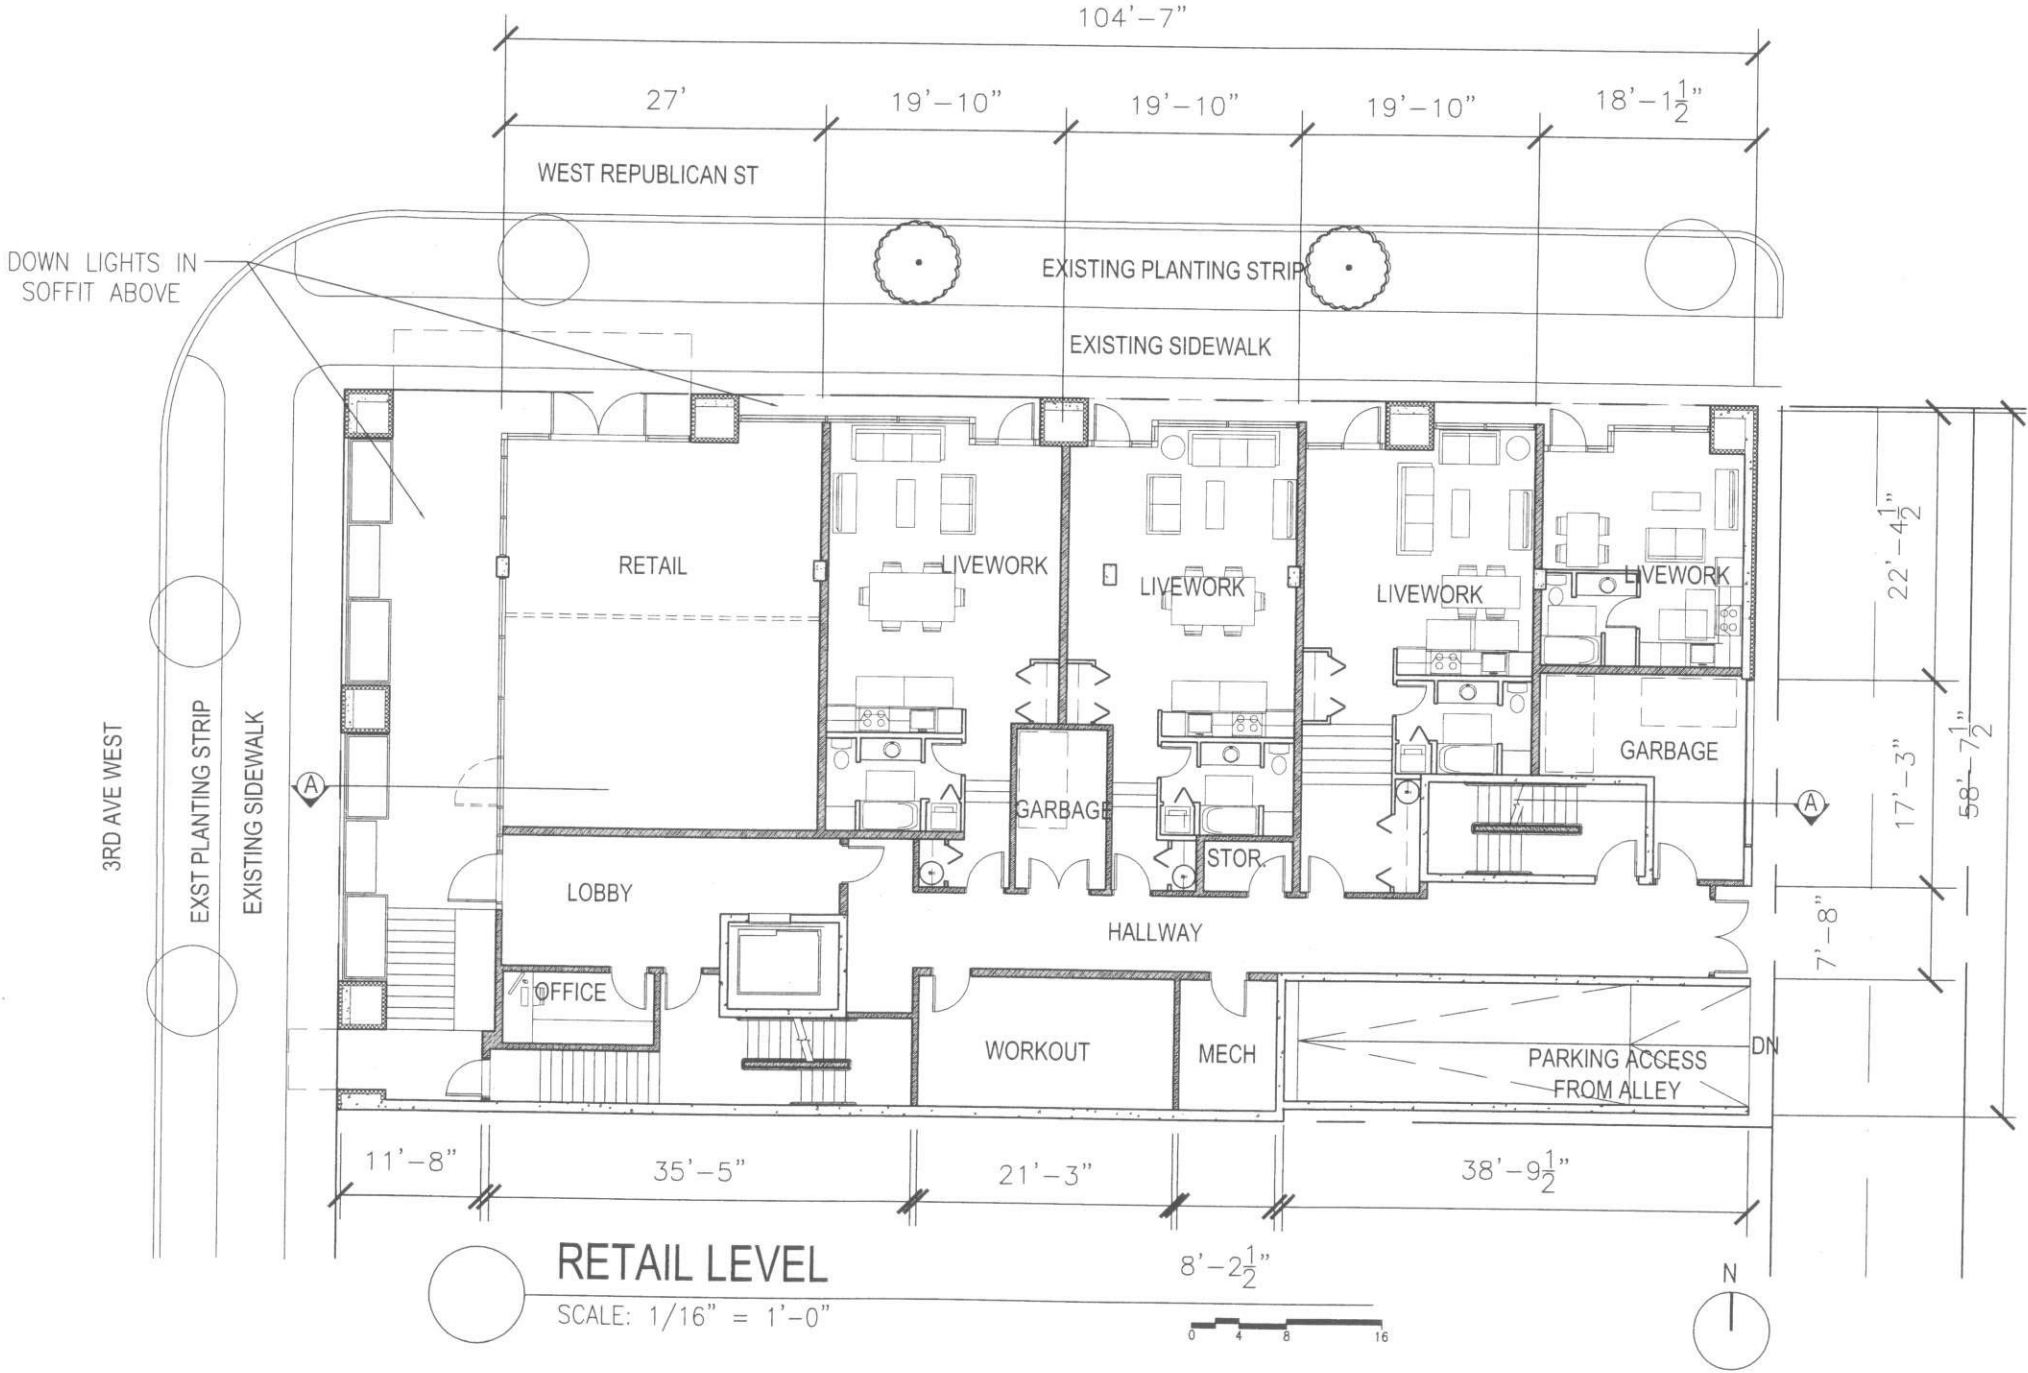 104'-7"
27'
19'-10"
19'-10"
19'-10"
18'-1 1/2"
WEST REPUBLICAN ST
DOWN LIGHTS IN
SOFFIT ABOVE
EXISTING PLANTING STRIP
EXISTING SIDEWALK
RETAIL
LIVEWORK
LIVEWORK
LIVEWORK
LIVEWORK
22'-4 1/2"
3RD AVE WEST
EXST PLANTING STRIP
EXISTING SIDEWALK
A
GARBAGE
GARBAGE
A
17'-3"
58'-7 1/2"
LOBBY
STOR.
HALLWAY
7'-8"
OFFICE
WORKOUT
MECH
PARKING ACCESS
FROM ALLEY
DN
11'-8"
35'-5"
21'-3"
8'-2 1/2"
38'-9 1/2"
RETAIL LEVEL
SCALE: 1/16" = 1'-0"
0 4 8 16
N